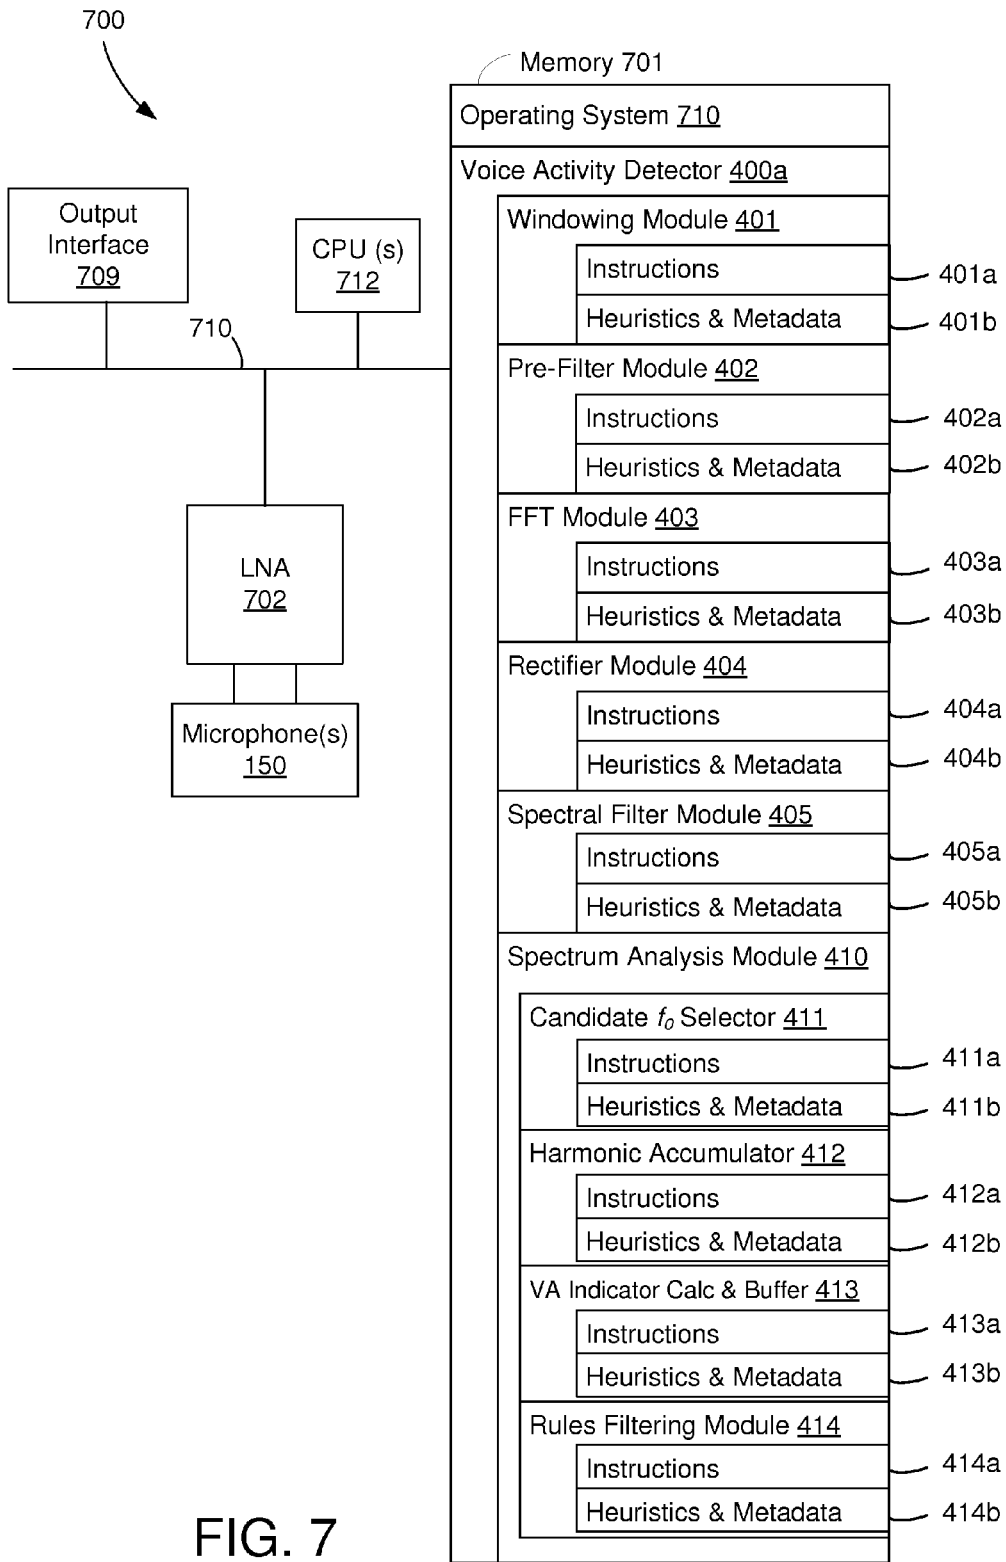 700
Memory 701
Operating System 710
Voice Activity Detector 400a
Windowing Module 401
Instructions
401a
Heuristics & Metadata
401b
Pre-Filter Module 402
Instructions
402a
Heuristics & Metadata
402b
FFT Module 403
Instructions
403a
Heuristics & Metadata
403b
Rectifier Module 404
Instructions
404a
Heuristics & Metadata
404b
Spectral Filter Module 405
Instructions
405a
Heuristics & Metadata
405b
Spectrum Analysis Module 410
Candidate f0 Selector 411
Instructions
411a
Heuristics & Metadata
411b
Harmonic Accumulator 412
Instructions
412a
Heuristics & Metadata
412b
VA Indicator Calc & Buffer 413
Instructions
413a
Heuristics & Metadata
413b
Rules Filtering Module 414
Instructions
414a
Heuristics & Metadata
414b
Output
Interface
709
CPU (s)
712
710
LNA
702
Microphone(s)
150
FIG. 7